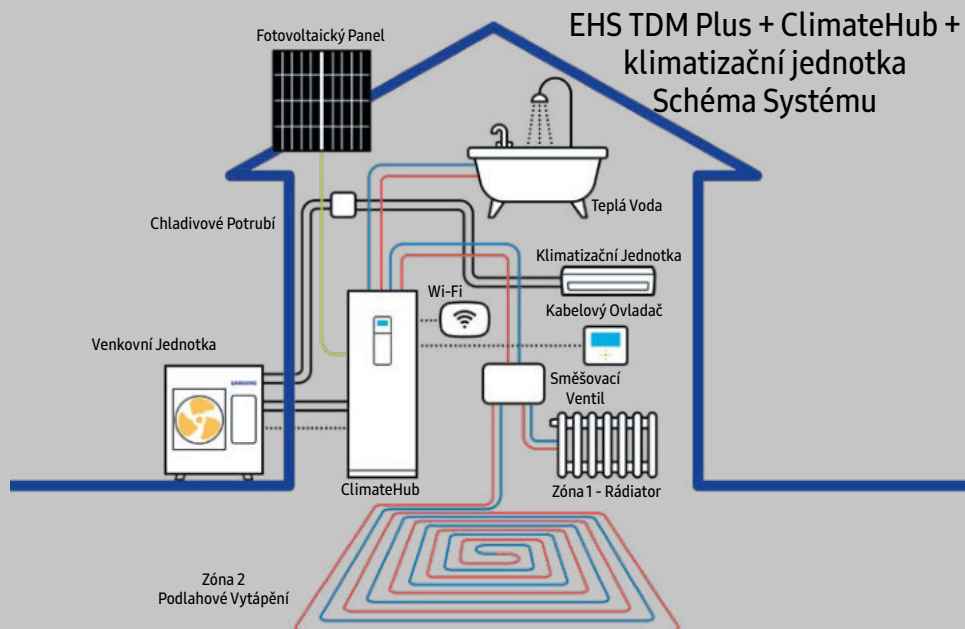 EHS TDM Plus + ClimateHub +
klimatizační jednotka
Schéma Systému
Fotovoltaický Panel
Teplá Voda
Chladivové Potrubí
Klimatizační Jednotka
Wi-Fi
Kabelový Ovladač
Venkovní Jednotka
SAMSUNG
Směšovací
Ventil
ClimateHub
Zóna 1 - Rádiator
Zóna 2
Podlahové Vytápění